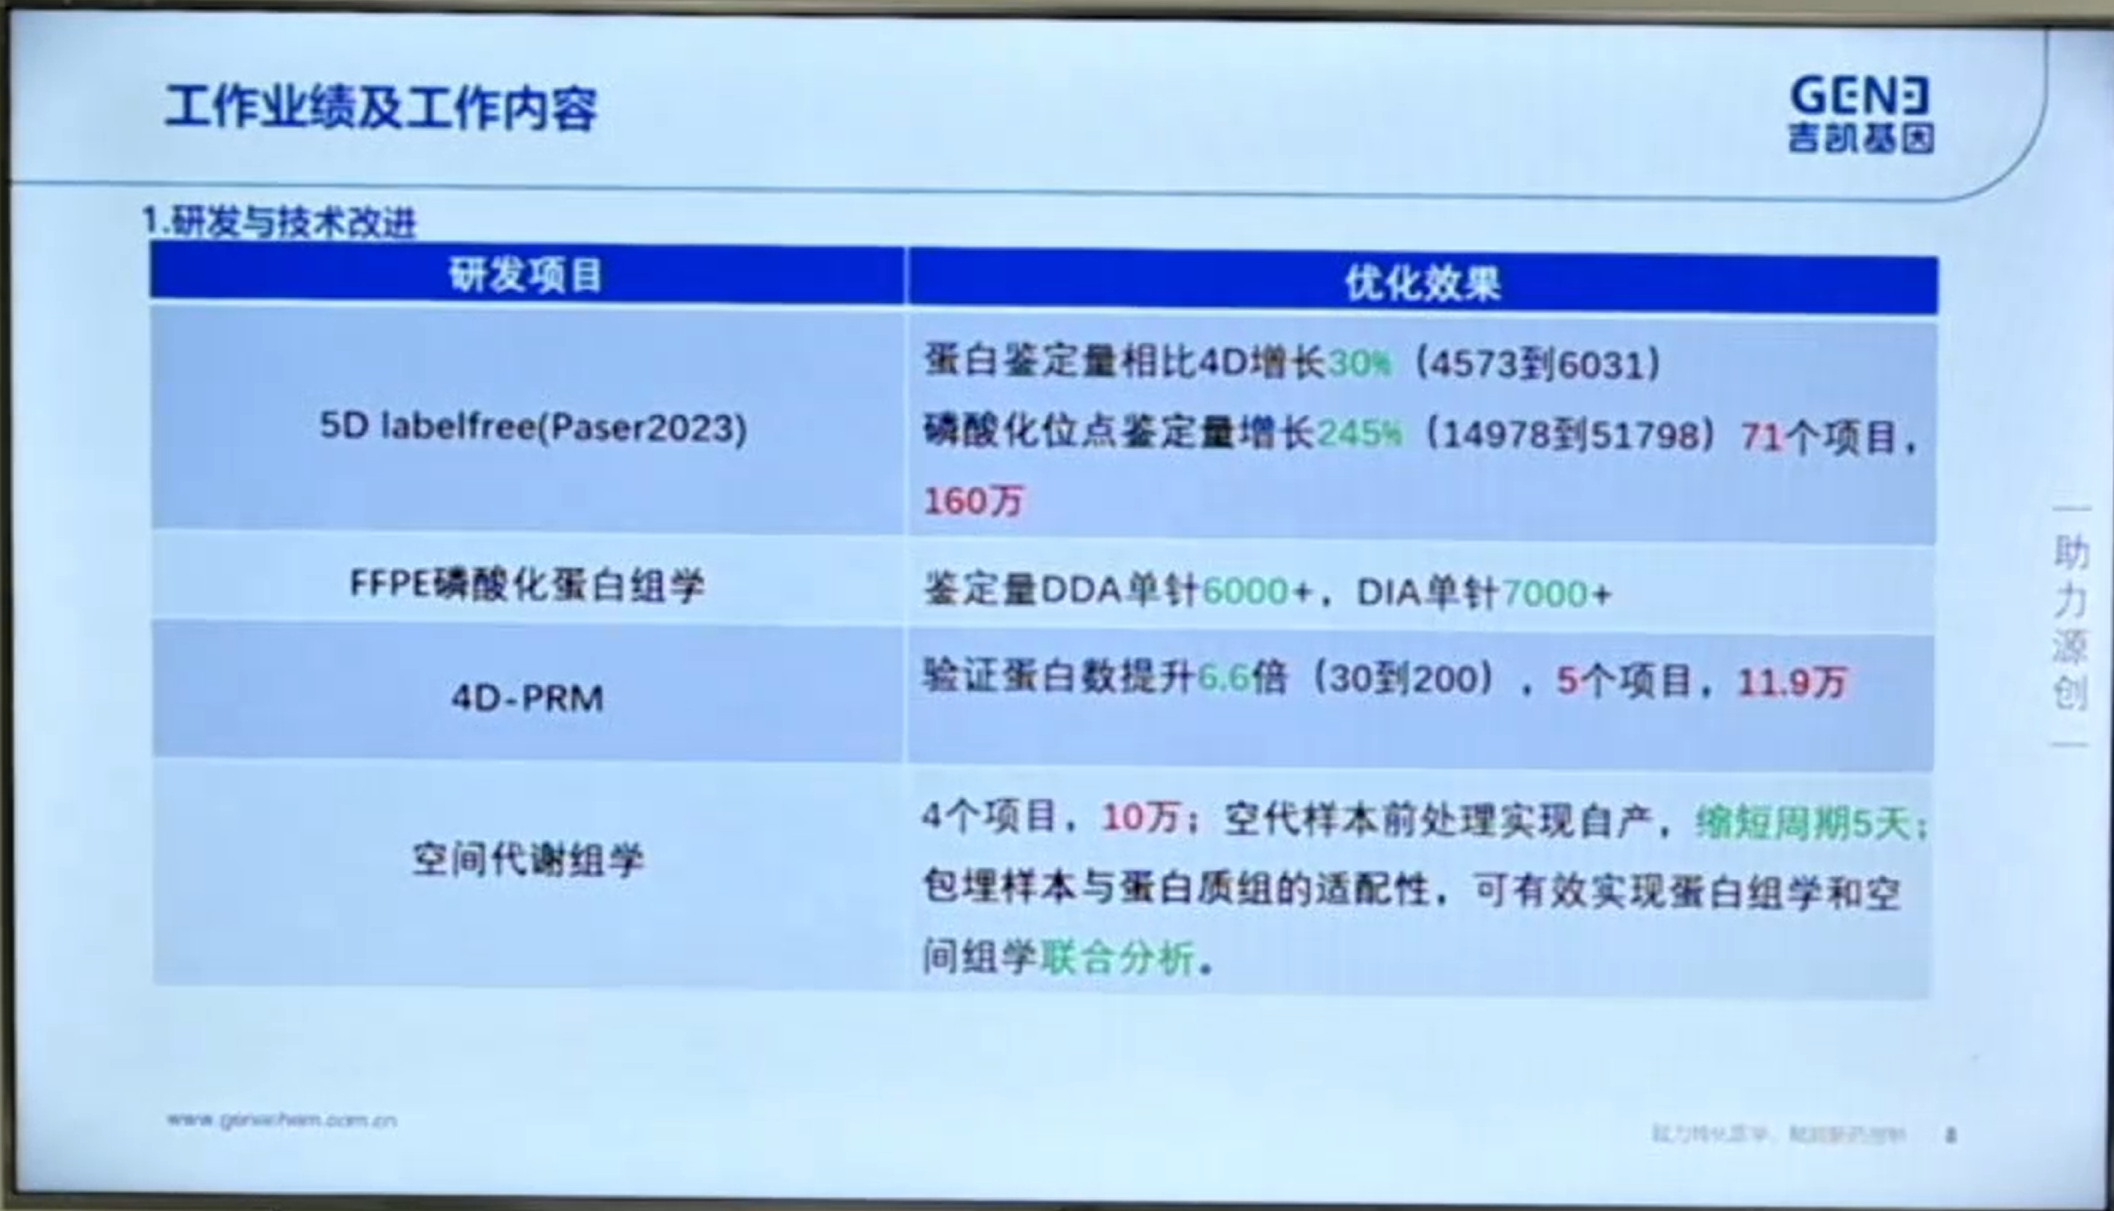 工作业绩及工作内容
GENE
吉凯基因
1.研发与技术改进
研发项目
优化效果
5D labelfree(Paser2023)
蛋白鉴定量相比4D增长30%（4573到6031）
磷酸化位点鉴定量增长245%（14978到51798）71个项目，
160万
FFPE磷酸化蛋白组学
鉴定量DDA单针6000+，DIA单针7000+
4D-PRM
验证蛋白数提升6.6倍（30到200），5个项目，11.9万
空间代谢组学
4个项目，10万；空代样本前处理实现自产，缩短周期5天；
包埋样本与蛋白质组的适配性，可有效实现蛋白组学和空
间组学联合分析。
助力源创
www.genechem.com.cn
8